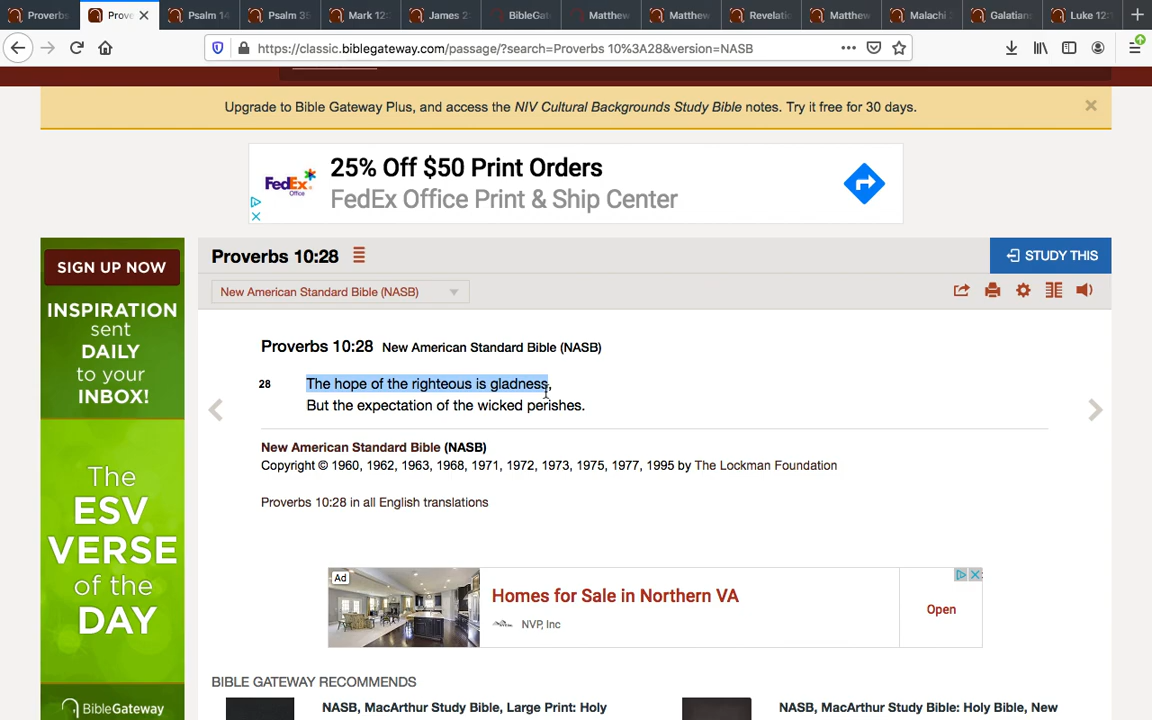 Proverbs
Prove
Psalm 14
Psalm 35
Mark 12:
James 2:
BibleGat
Matthew
Matthew
Revelatio
Matthew
Malachi 3
Galatians
Luke 12:1
https://classic.biblegateway.com/passage/?search=Proverbs 10%3A28&version=NASB
Upgrade to Bible Gateway Plus, and access the NIV Cultural Backgrounds Study Bible notes. Try it free for 30 days.
FedEx
Office
25% Off $50 Print Orders
FedEx Office Print & Ship Center
SIGN UP NOW
INSPIRATION
sent
DAILY
to your
INBOX!
The
ESV
VERSE
of the
DAY
BibleGateway
Proverbs 10:28
STUDY THIS
New American Standard Bible (NASB)
Proverbs 10:28 New American Standard Bible (NASB)
28 The hope of the righteous is gladness,
But the expectation of the wicked perishes.
New American Standard Bible (NASB)
Copyright © 1960, 1962, 1963, 1968, 1971, 1972, 1973, 1975, 1977, 1995 by The Lockman Foundation
Proverbs 10:28 in all English translations
Ad
Homes for Sale in Northern VA
NVP, Inc
Open
BIBLE GATEWAY RECOMMENDS
NASB, MacArthur Study Bible, Large Print: Holy
NASB, MacArthur Study Bible: Holy Bible, New